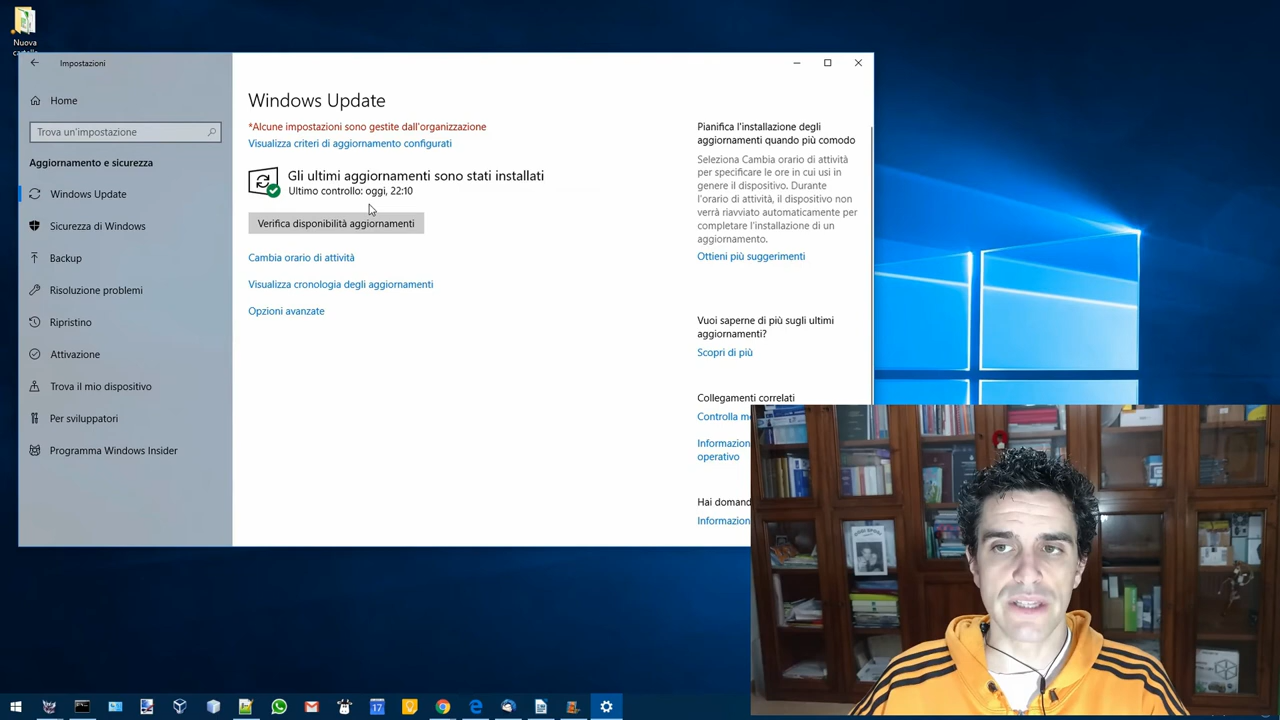 Nuova
cartella
Impostazioni
Home
Trova un'impostazione
Aggiornamento e sicurezza
Windows Update
Sicurezza di Windows
Backup
Risoluzione problemi
Ripristino
Attivazione
Trova il mio dispositivo
Per sviluppatori
Programma Windows Insider
Windows Update
*Alcune impostazioni sono gestite dall'organizzazione
Visualizza criteri di aggiornamento configurati
Gli ultimi aggiornamenti sono stati installati
Ultimo controllo: oggi, 22:10
Verifica disponibilità aggiornamenti
Cambia orario di attività
Visualizza cronologia degli aggiornamenti
Opzioni avanzate
Pianifica l'installazione degli
aggiornamenti quando più comodo
Seleziona Cambia orario di attività
per specificare le ore in cui usi in
genere il dispositivo. Durante
l'orario di attività, il dispositivo non
verrà riavviato automaticamente per
completare l'installazione di un
aggiornamento.
Ottieni più suggerimenti
Vuoi saperne di più sugli ultimi
aggiornamenti?
Scopri di più
Collegamenti correlati
Controlla m
Informazion
operativo
Hai domand
Informazion
17